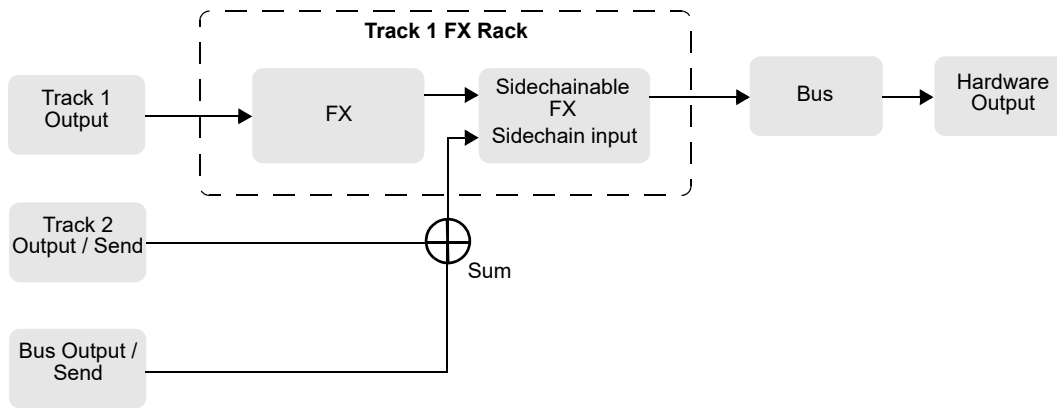 Track 1 FX Rack
Track 1
Output
FX
Sidechainable
FX
Sidechain input
Bus
Hardware
Output
Track 2
Output / Send
Sum
Bus Output /
Send